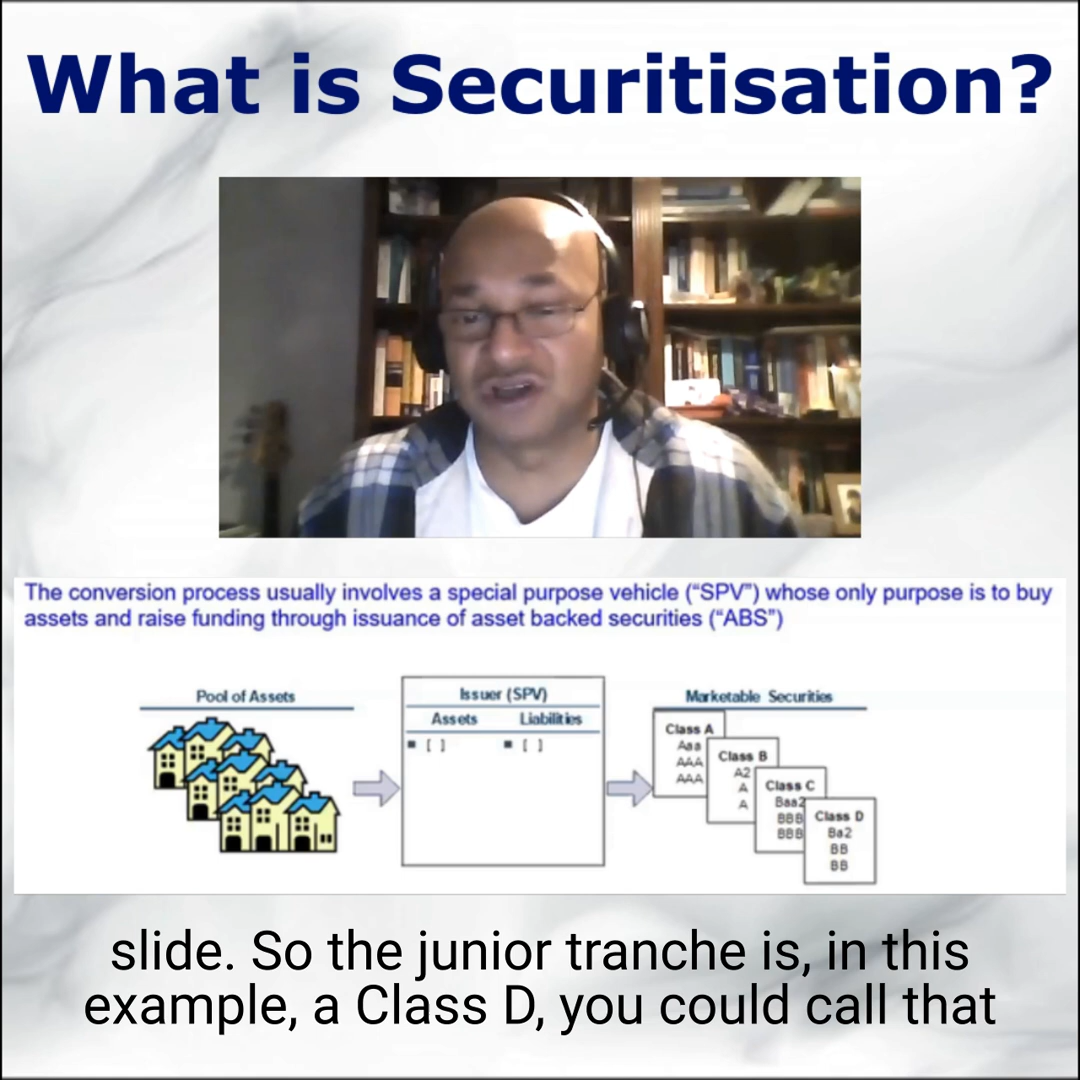 What is Securitisation?
The conversion process usually involves a special purpose vehicle (“SPV”) whose only purpose is to buy
assets and raise funding through issuance of asset backed securities (“ABS”)
Pool of Assets
Issuer (SPV)
Assets Liabilities
[ ] [ ]
Marketable Securities
Class A
Aaa
AAA
AAA
Class B
A2
A
A
Class C
Baa2
BBB
BBB
Class D
Ba2
BB
BB
slide. So the junior tranche is, in this
example, a Class D, you could call that